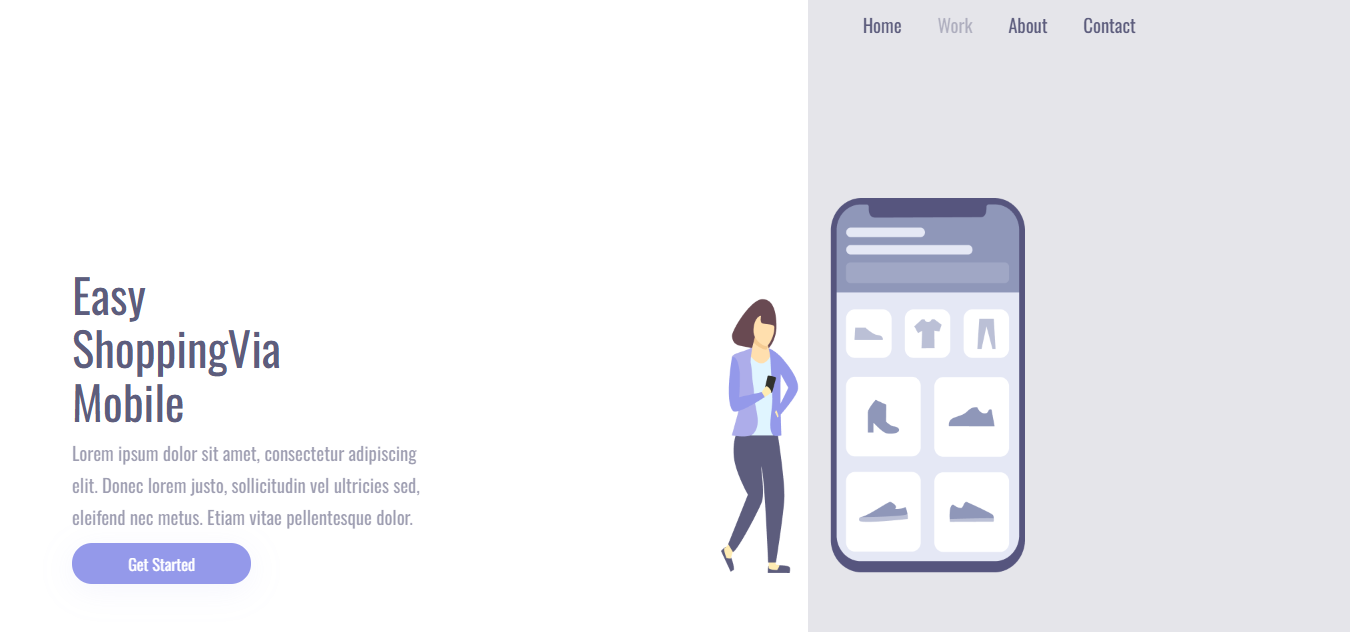 Home Work About Contact
Easy
ShoppingVia
Mobile
Lorem ipsum dolor sit amet, consectetur adipiscing
elit. Donec lorem justo, sollicitudin vel ultricies sed,
eleifend nec metus. Etiam vitae pellentesque dolor.
Get Started